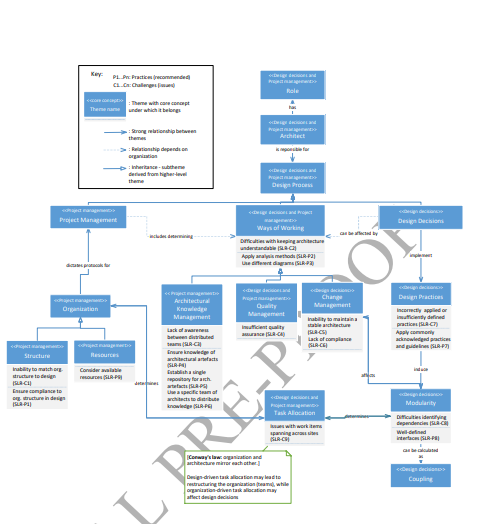 Key:
P1...Pn: Practices (recommended)
C1...Cn: Challenges (issues)
<<core concept>>
Theme name
: Theme with core concept
under which it belongs
: Strong relationship between
themes
: Relationship depends on
organization
: Inheritance - subtheme
derived from higher-level
theme
<<Design decisions and
Project management>>
Role
has
<<Design decisions and
Project management>>
Architect
is reponsible for
<<Design decisions and
Project management>>
Design Process
<<Project management>>
Project Management
includes determining
<<Design decisions and Project
management>>
Ways of Working
Difficulties with keeping architecture
understandable (SLR-C2)
Apply analysis methods (SLR-P2)
Use different diagrams (SLR-P3)
can be affected by
<<Design decisions>>
Design Decisions
dictates protocols for
implement
<<Project management>>
Organization
<< Project management>>
Architectural
Knowledge
Management
Lack of awareness
between distributed
teams (SLR-C3)
Ensure knowledge of
architectural artefacts
(SLR-P4)
Establish a single
repository for arch.
artefacts (SLR-P5)
Use a specific team of
architects to distribute
knowledge (SLR-P6)
<<Design decisions and
Project management>>
Quality
Management
Insufficient quality
assurance (SLR-C4)
<<Design decisions>>
Change
Management
Inability to maintain a
stable architecture
(SLR-C5)
Lack of compliance
(SLR-C6)
<<Design decisions>>
Design Practices
Incorrectly applied or
insufficiently defined
practices (SLR-C7)
Apply commonly
acknowledged practices
and guidelines (SLR-P7)
<<Project management>>
Structure
Inability to match org.
structure to design
(SLR-C1)
Ensure compliance to
org. structure in design
(SLR-P1)
<<Project management>>
Resources
Consider available
resources (SLR-P9)
determines
affects
induce
<<Design decisions and
Project management>>
Task Allocation
Issues with work items
spanning across sites
(SLR-C9)
determines
<<Design decisions>>
Modularity
Difficulties identifying
dependencies (SLR-C8)
Well-defined
interfaces (SLR-P8)
can be calculated
as
<<Design decisions>>
Coupling
[Conway's law: organization and
architecture mirror each other.]
Design-driven task allocation may lead to
restructuring the organization (teams), while
organization-driven task allocation may
affect design decisions
L PRE-PROOF